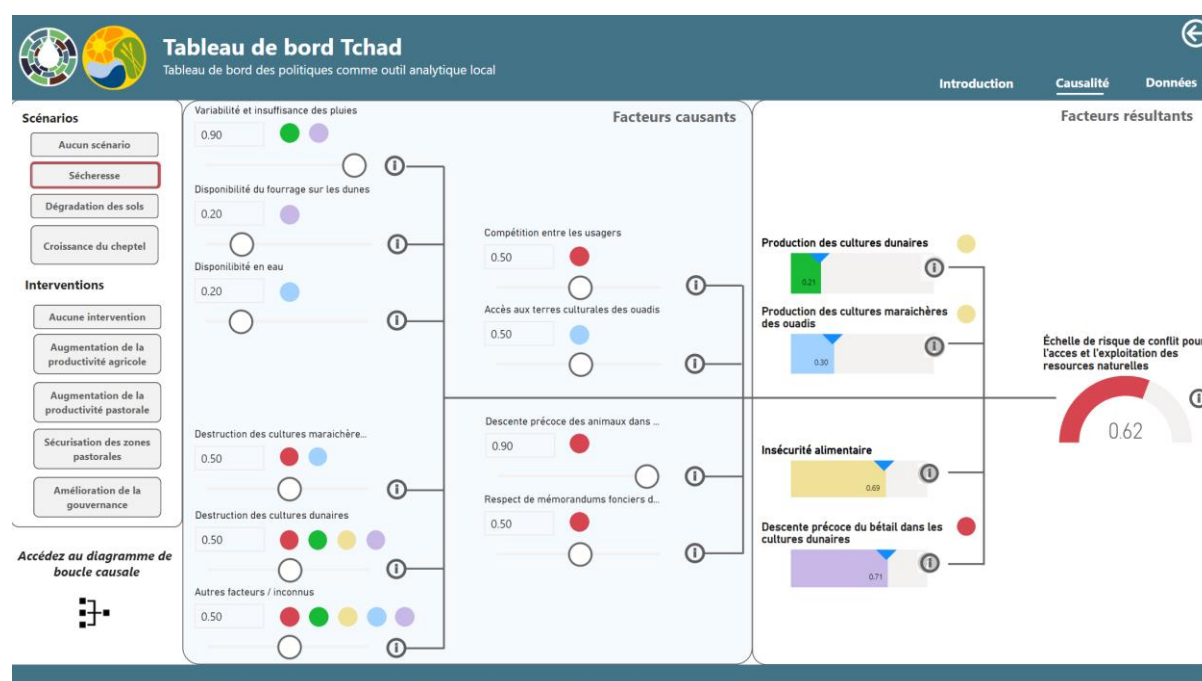 Tableau de bord Tchad
Tableau de bord des politiques comme outil analytique local
Introduction
Causalité
Données
Scénarios
Aucun scénario
Sécheresse
Dégradation des sols
Croissance du cheptel
Interventions
Aucune intervention
Augmentation de la
productivité agricole
Augmentation de la
productivité pastorale
Sécurisation des zones
pastorales
Amélioration de la
gouvernance
Accédez au diagramme de
boucle causale
Facteurs causants
Variabilité et insuffisance des pluies
0.90
Disponibilité du fourrage sur les dunes
0.20
Disponilibité en eau
0.20
Destruction des cultures maraichère...
0.50
Destruction des cultures dunaires
0.50
Autres facteurs / inconnus
0.50
Compétition entre les usagers
0.50
Accès aux terres culturales des ouadis
0.50
Descente précoce des animaux dans ...
0.90
Respect de mémorandums fonciers d...
0.50
Facteurs résultants
Production des cultures dunaires
0.21
Production des cultures maraichères
des ouadis
0.30
Insécurité alimentaire
0.69
Descente précoce du bétail dans les
cultures dunaires
0.71
Échelle de risque de conflit pour
l'acces et l'exploitation des
resources naturelles
0.62